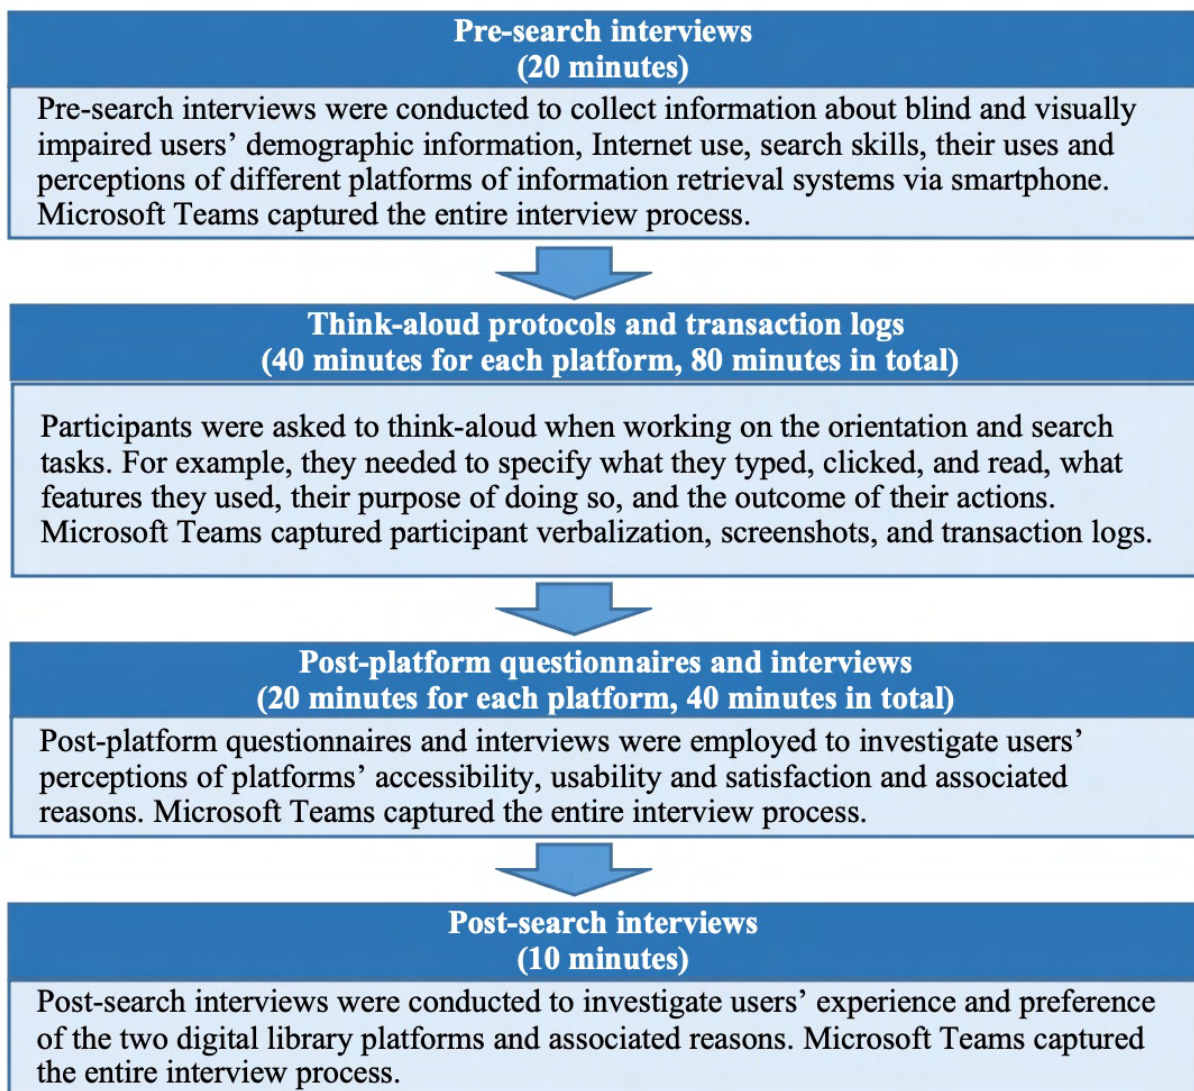 Pre-search interviews
(20 minutes)
Pre-search interviews were conducted to collect information about blind and visually
impaired users’ demographic information, Internet use, search skills, their uses and
perceptions of different platforms of information retrieval systems via smartphone.
Microsoft Teams captured the entire interview process.
Think-aloud protocols and transaction logs
(40 minutes for each platform, 80 minutes in total)
Participants were asked to think-aloud when working on the orientation and search
tasks. For example, they needed to specify what they typed, clicked, and read, what
features they used, their purpose of doing so, and the outcome of their actions.
Microsoft Teams captured participant verbalization, screenshots, and transaction logs.
Post-platform questionnaires and interviews
(20 minutes for each platform, 40 minutes in total)
Post-platform questionnaires and interviews were employed to investigate users’
perceptions of platforms’ accessibility, usability and satisfaction and associated
reasons. Microsoft Teams captured the entire interview process.
Post-search interviews
(10 minutes)
Post-search interviews were conducted to investigate users’ experience and preference
of the two digital library platforms and associated reasons. Microsoft Teams captured
the entire interview process.